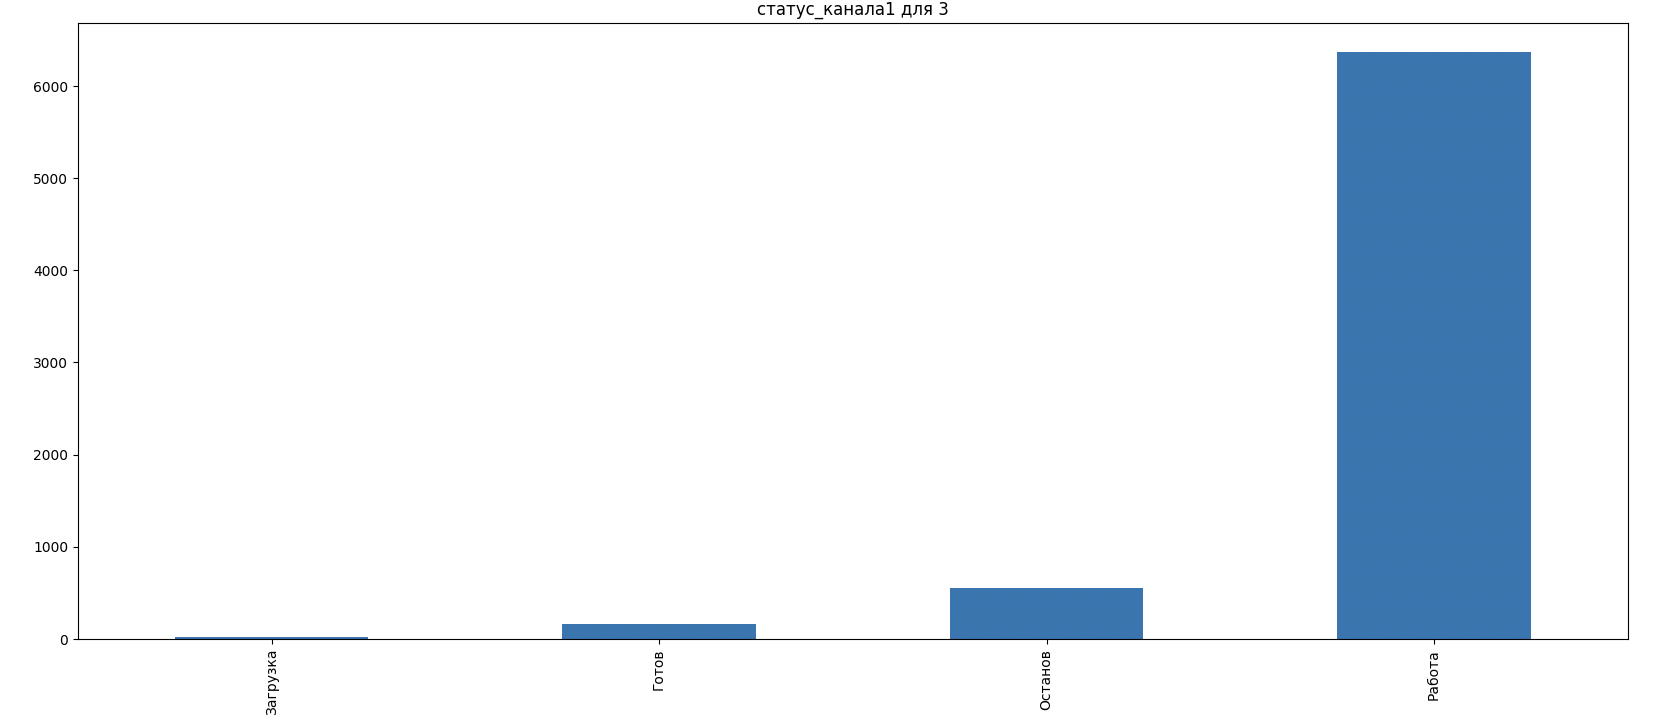 статус_канала1 для 3
6000
5000
4000
3000
2000
1000
0
Загрузка
Готов
Останов
Работа